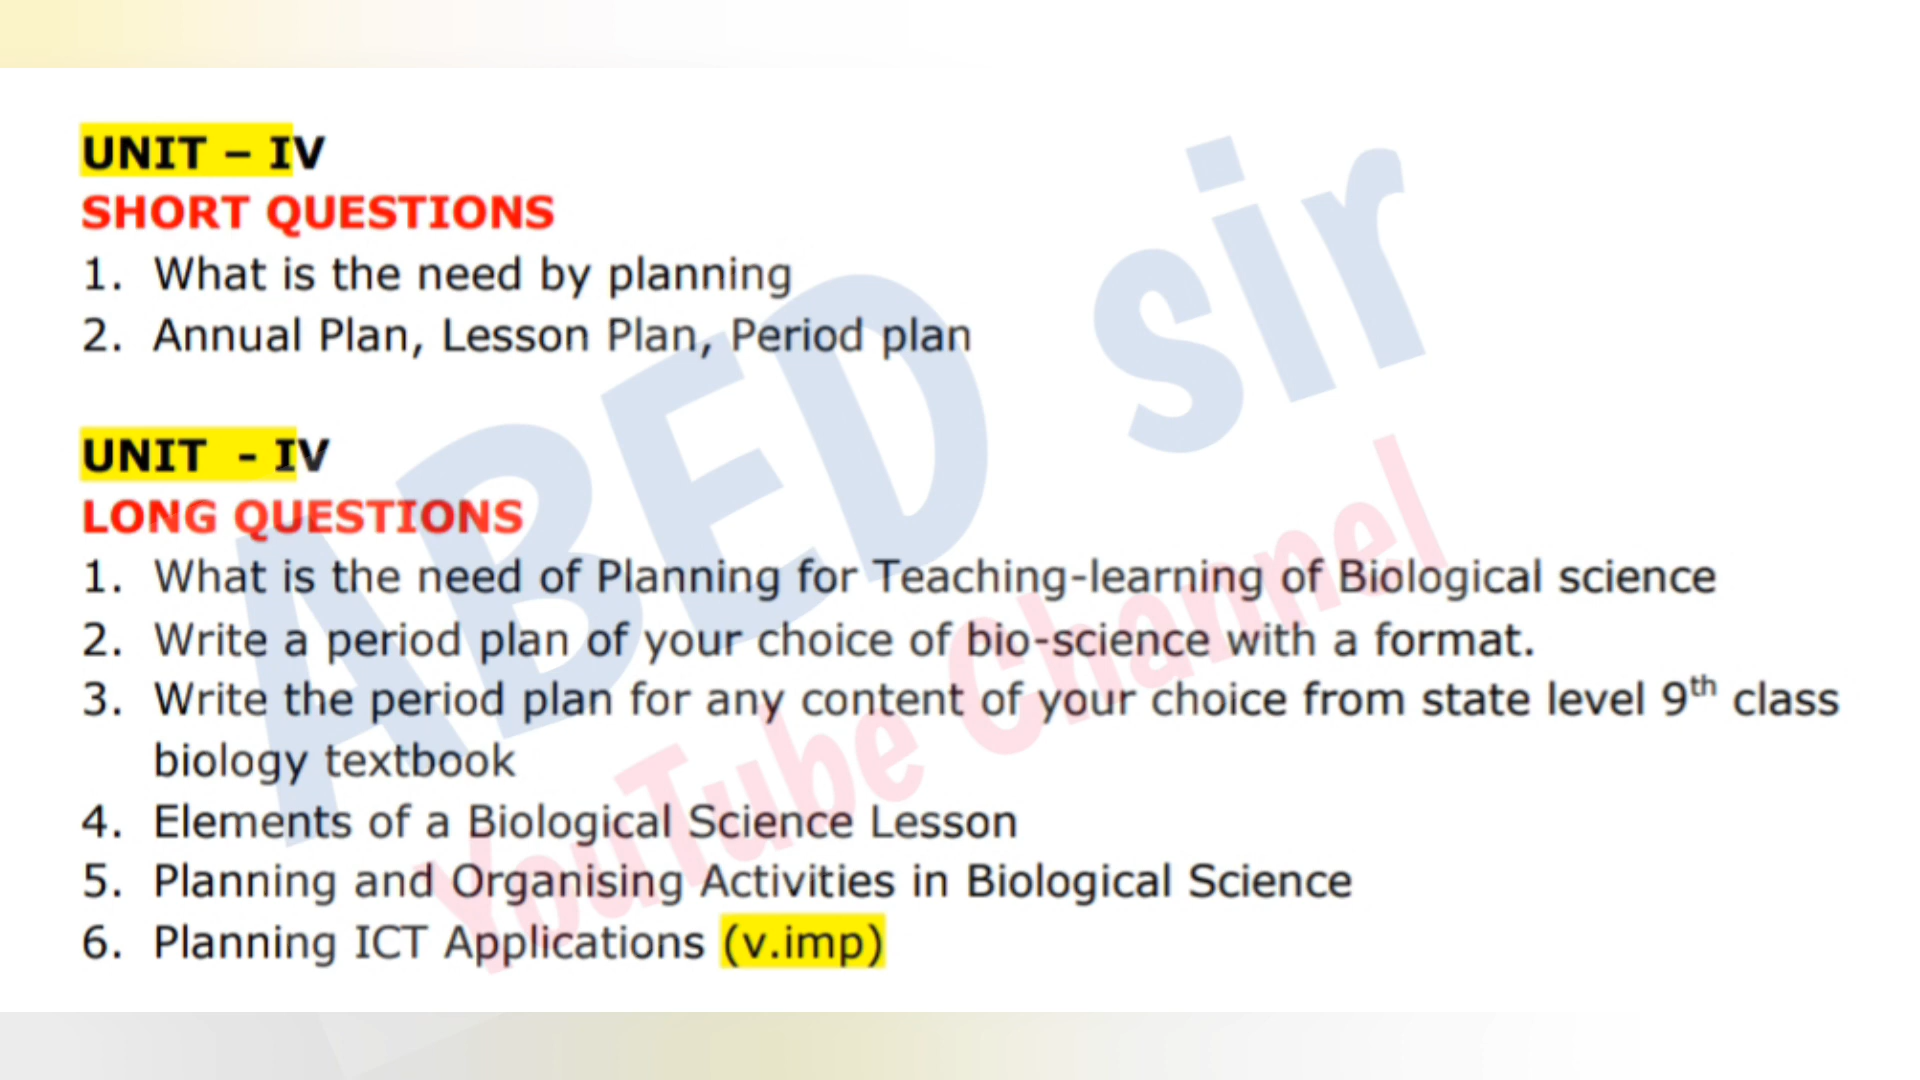 UNIT – IV
SHORT QUESTIONS
1. What is the need by planning
2. Annual Plan, Lesson Plan, Period plan
UNIT - IV
LONG QUESTIONS
1. What is the need of Planning for Teaching-learning of Biological science
2. Write a period plan of your choice of bio-science with a format.
3. Write the period plan for any content of your choice from state level 9th class
biology textbook
4. Elements of a Biological Science Lesson
5. Planning and Organising Activities in Biological Science
6. Planning ICT Applications (v.imp)
ABED sir
YouTube Channel